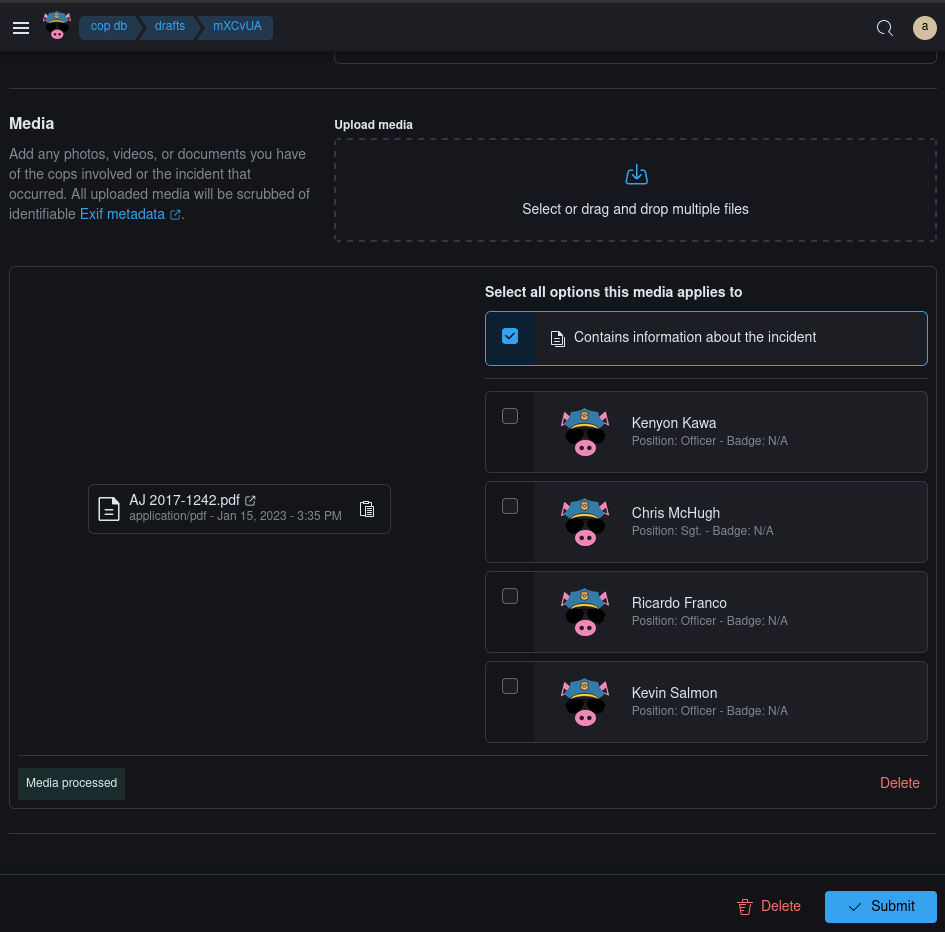 cop db
drafts
mXCvUA
a
Media
Add any photos, videos, or documents you have
of the cops involved or the incident that
occurred. All uploaded media will be scrubbed of
identifiable Exif metadata.
Upload media
Select or drag and drop multiple files
AJ 2017-1242.pdf
application/pdf - Jan 15, 2023 - 3:35 PM
Select all options this media applies to
Contains information about the incident
Kenyon Kawa
Position: Officer - Badge: N/A
Chris McHugh
Position: Sgt. - Badge: N/A
Ricardo Franco
Position: Officer - Badge: N/A
Kevin Salmon
Position: Officer - Badge: N/A
Media processed
Delete
Delete
Submit